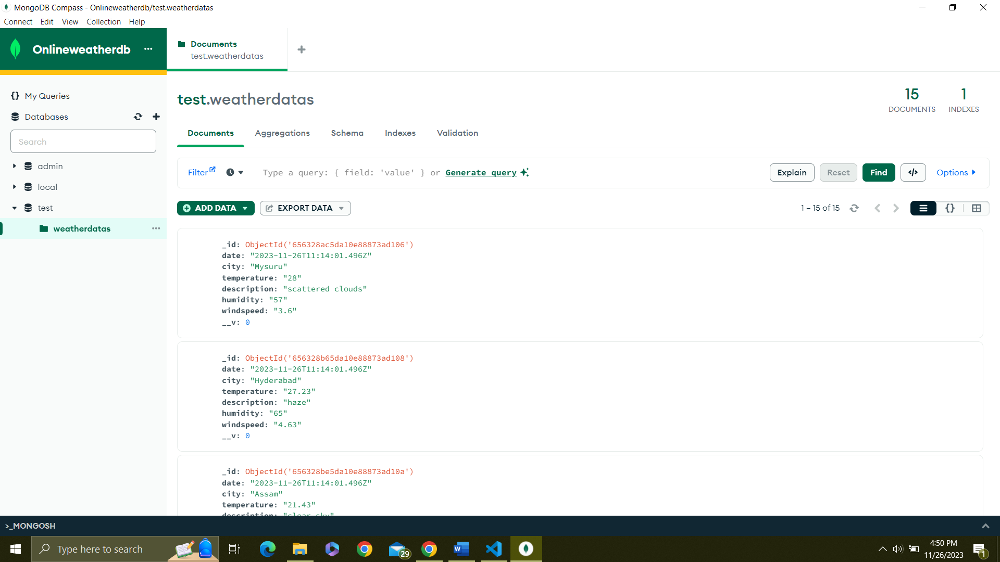 MongoDB Compass - Onlineweatherdb/test.weatherdatas
Connect Edit View Collection Help
Onlineweatherdb
Documents
test.weatherdatas
My Queries
Databases
Search
admin
local
test
weatherdatas
test.weatherdatas
15 DOCUMENTS
1 INDEXES
Documents Aggregations Schema Indexes Validation
Filter Type a query: { field: 'value' } or Generate query Explain Reset Find </> Options
ADD DATA EXPORT DATA 1 – 15 of 15 {}
_id: ObjectId('656328ac5da10e88873ad106')
date: "2023-11-26T11:14:01.496Z"
city: "Mysuru"
temperature: "28"
description: "scattered clouds"
humidity: "57"
windspeed: "3.6"
__v: 0
_id: ObjectId('656328b65da10e88873ad108')
date: "2023-11-26T11:14:01.496Z"
city: "Hyderabad"
temperature: "27.23"
description: "haze"
humidity: "65"
windspeed: "4.63"
__v: 0
_id: ObjectId('656328be5da10e88873ad10a')
date: "2023-11-26T11:14:01.496Z"
city: "Assam"
temperature: "21.43"
description: "clear sky"
>_MONGOSH
Type here to search
29
4:50 PM
11/26/2023
1